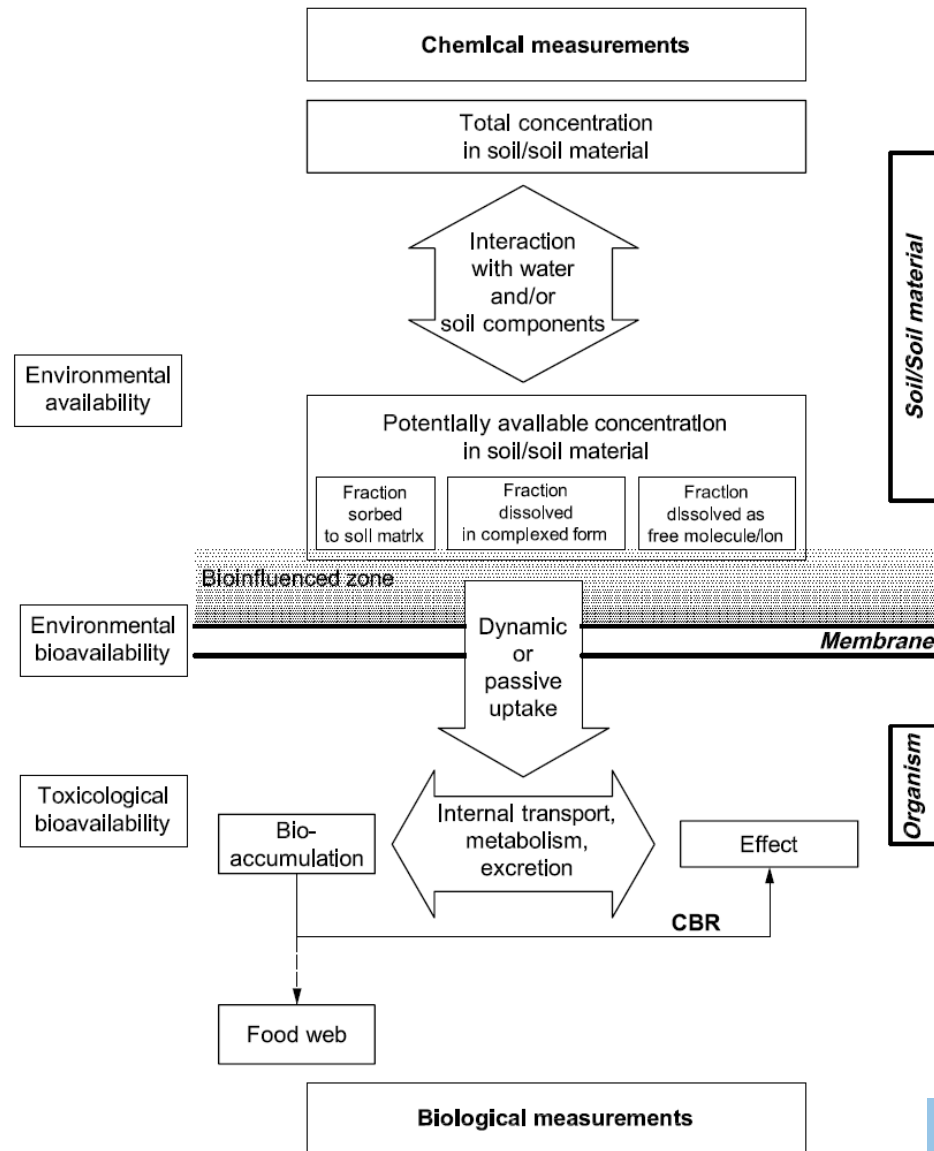 Chemical measurements
Total concentration
in soil/soil material
Interaction
with water
and/or
soil components
Soil/Soil material
Environmental
availability
Potentially available concentration
in soil/soil material
Fraction
sorbed
to soil matrix
Fraction
dissolved
in complexed form
Fraction
dissolved as
free molecule/ion
Bioinfluenced zone
Environmental
bioavailability
Dynamic
or
passive
uptake
Membrane
Toxicological
bioavailability
Bio-
accumulation
Internal transport,
metabolism,
excretion
Effect
Organism
CBR
Food web
Biological measurements